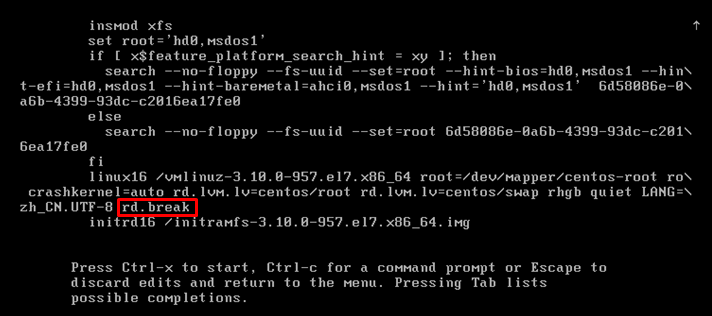 insmod xfs ↑
set root='hd0,msdos1'
if [ x$feature_platform_search_hint = xy ]; then
search --no-floppy --fs-uuid --set=root --hint-bios=hd0,msdos1 --hin\
t-efi=hd0,msdos1 --hint-baremetal=ahci0,msdos1 --hint='hd0,msdos1'  6d58086e-0\
a6b-4399-93dc-c2016ea17fe0
else
search --no-floppy --fs-uuid --set=root 6d58086e-0a6b-4399-93dc-c201\
6ea17fe0
fi
linux16 /vmlinuz-3.10.0-957.el7.x86_64 root=/dev/mapper/centos-root ro\
crashkernel=auto rd.lvm.lv=centos/root rd.lvm.lv=centos/swap rhgb quiet LANG=\
zh_CN.UTF-8 rd.break
initrd16 /initramfs-3.10.0-957.el7.x86_64.img
Press Ctrl-x to start, Ctrl-c for a command prompt or Escape to
discard edits and return to the menu. Pressing Tab lists
possible completions.